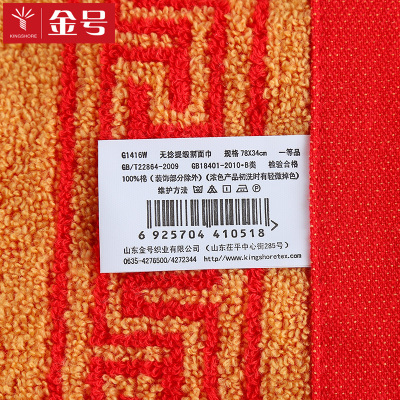 KINGSHORE
金号
G1416W 无捻提缎割面巾 规格 78X34cm 一等品
GB/T22864-2009 GB18401-2010·B类 检验合格
100%棉 (装饰部分除外) (浓色产品初洗时有轻微掉色)
维护方法
6 925704 410518
山东金号织业有限公司 (山东茌平中心街285号)
0635-4276500/4272344 http://www.kingshoretex.com/